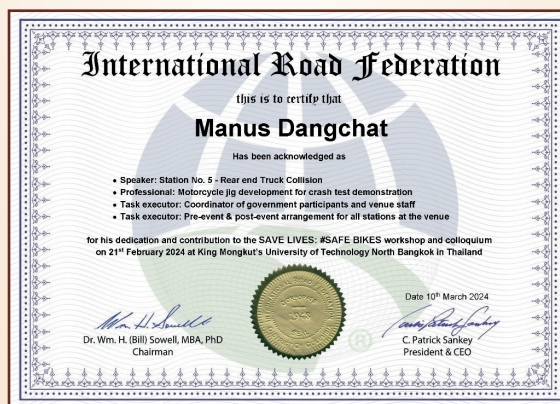 International Road Federation
this is to certify that
Manus Dangchat
Has been acknowledged as
• Speaker: Station No. 5 - Rear end Truck Collision
• Professional: Motorcycle jig development for crash test demonstration
• Task executor: Coordinator of government participants and venue staff
• Task executor: Pre-event & post-event arrangement for all stations at the venue
for his dedication and contribution to the SAVE LIVES: #SAFE BIKES workshop and colloquium
on 21st February 2024 at King Mongkut's University of Technology North Bangkok in Thailand
Date 10th March 2024
Dr. Wm. H. (Bill) Sowell, MBA, PhD
Chairman
C. Patrick Sankey
President & CEO
1948
®